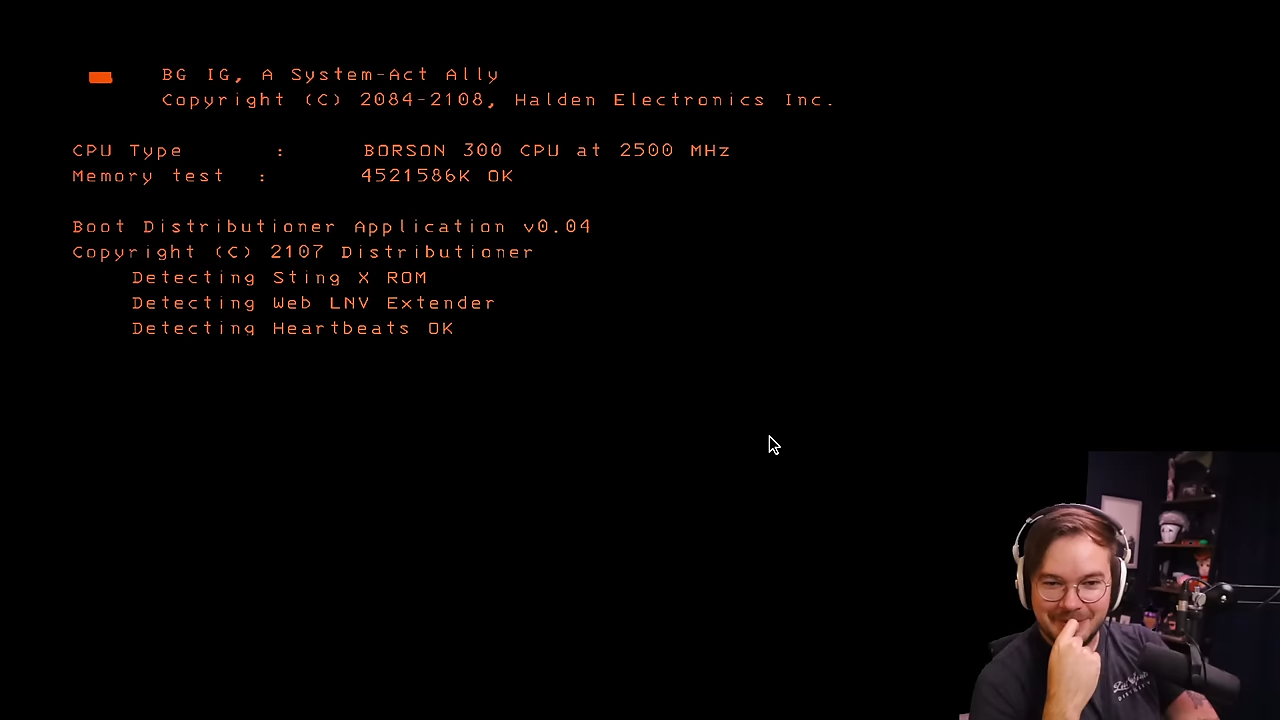 BG IG, A System-Act Ally
Copyright (C) 2084-2108, Halden Electronics Inc.
CPU Type : BORSON 300 CPU at 2500 MHz
Memory test : 4521586K OK
Boot Distributioner Application v0.04
Copyright (C) 2107 Distributioner
Detecting Sting X ROM
Detecting Web LNV Extender
Detecting Heartbeats OK